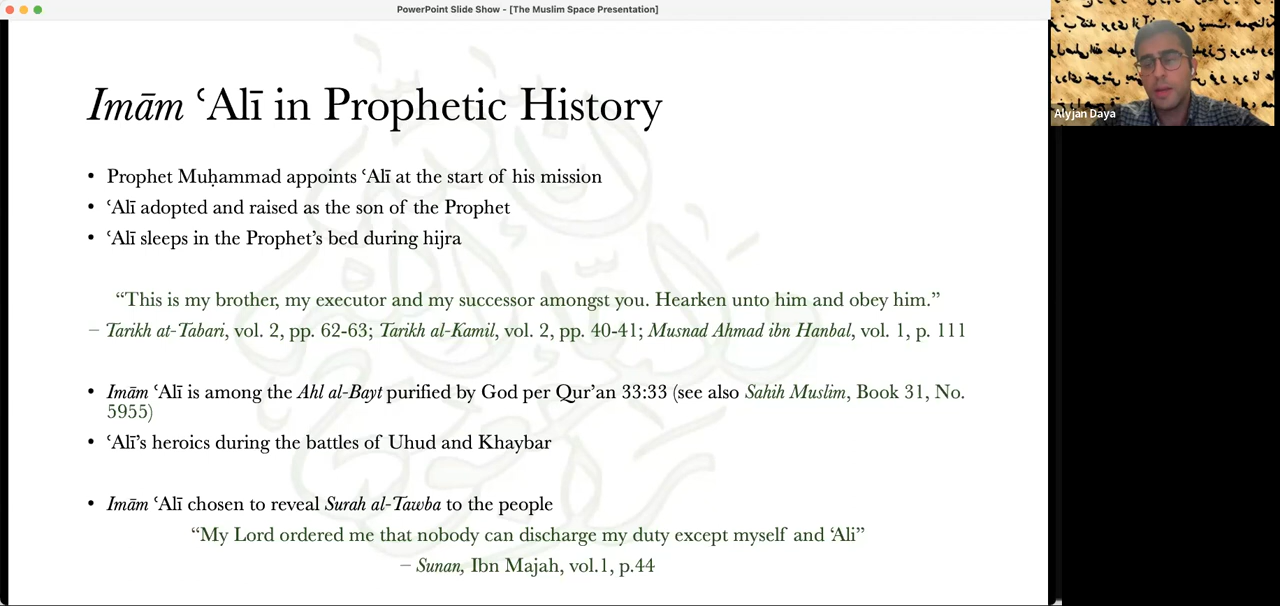 PowerPoint Slide Show - [The Muslim Space Presentation]
Imām ʿAlī in Prophetic History
• Prophet Muḥammad appoints ʿAlī at the start of his mission
• ʿAlī adopted and raised as the son of the Prophet
• ʿAlī sleeps in the Prophet’s bed during hijra
“This is my brother, my executor and my successor amongst you. Hearken unto him and obey him.”
– Tarikh at-Tabari, vol. 2, pp. 62-63; Tarikh al-Kamil, vol. 2, pp. 40-41; Musnad Ahmad ibn Hanbal, vol. 1, p. 111
• Imām ʿAlī is among the Ahl al-Bayt purified by God per Qur’an 33:33 (see also Sahih Muslim, Book 31, No.
5955)
• ʿAlī’s heroics during the battles of Uhud and Khaybar
• Imām ʿAlī chosen to reveal Surah al-Tawba to the people
“My Lord ordered me that nobody can discharge my duty except myself and ‘Ali”
– Sunan, Ibn Majah, vol.1, p.44
Alyjan Daya